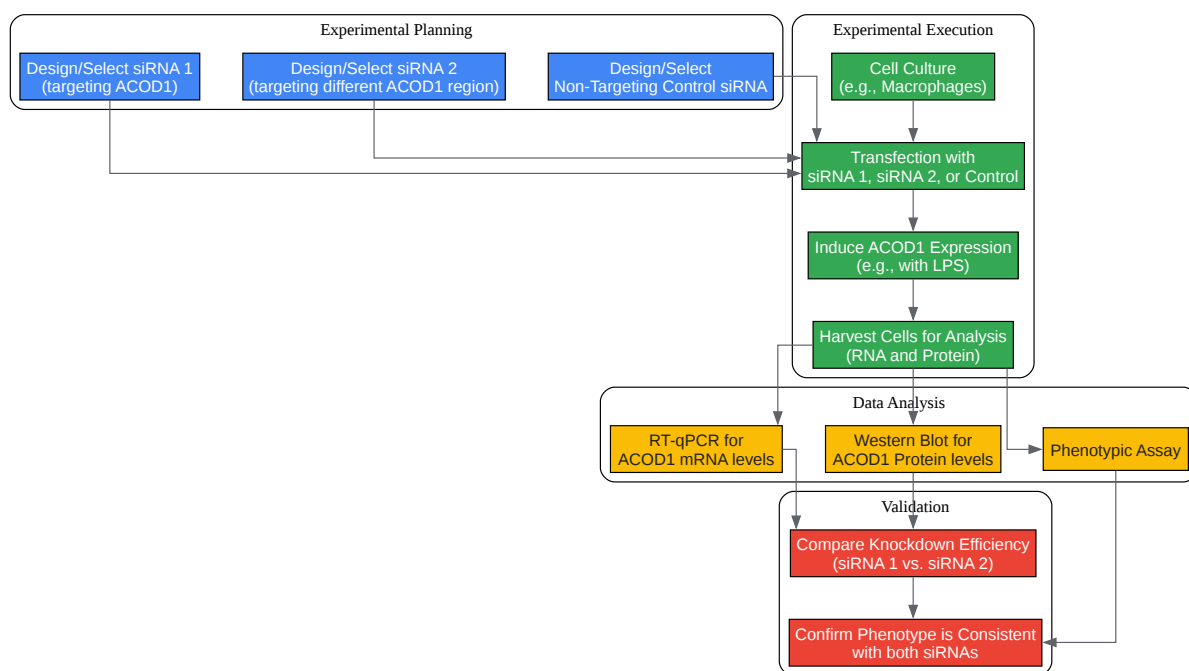 Experimental Planning
Design/Select siRNA 1
(targeting ACOD1)
Design/Select siRNA 2
(targeting different ACOD1 region)
Design/Select
Non-Targeting Control siRNA
Experimental Execution
Cell Culture
(e.g., Macrophages)
Transfection with
siRNA 1, siRNA 2, or Control
Induce ACOD1 Expression
(e.g., with LPS)
Harvest Cells for Analysis
(RNA and Protein)
Data Analysis
RT-qPCR for
ACOD1 mRNA levels
Western Blot for
ACOD1 Protein levels
Phenotypic Assay
Validation
Compare Knockdown Efficiency
(siRNA 1 vs. siRNA 2)
Confirm Phenotype is Consistent
with both siRNAs